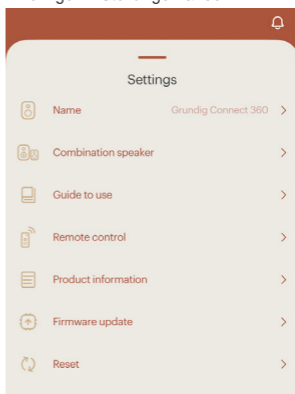 Settings
Name Grundig Connect 360
Combination speaker
Guide to use
Remote control
Product information
Firmware update
Reset